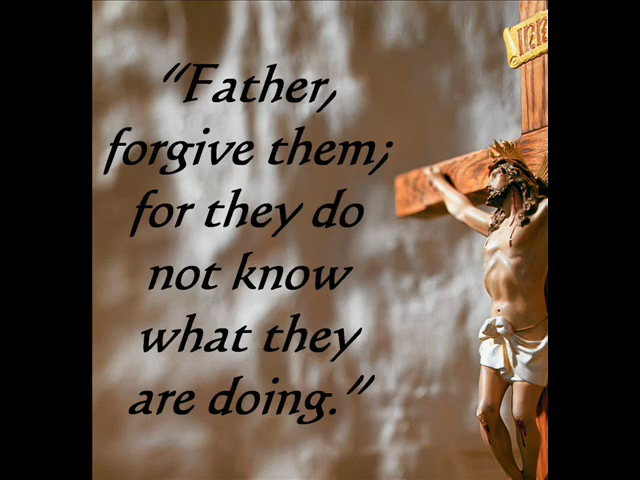 “Father,
forgive them;
for they do
not know
what they
are doing.”